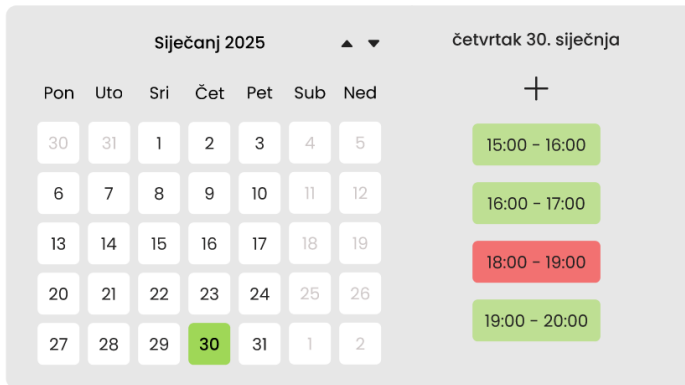 Siječanj 2025
Pon Uto Sri Čet Pet Sub Ned
30 31 1 2 3 4 5
6 7 8 9 10 11 12
13 14 15 16 17 18 19
20 21 22 23 24 25 26
27 28 29 30 31 1 2
četvrtak 30. siječnja
+
15:00 - 16:00
16:00 - 17:00
18:00 - 19:00
19:00 - 20:00